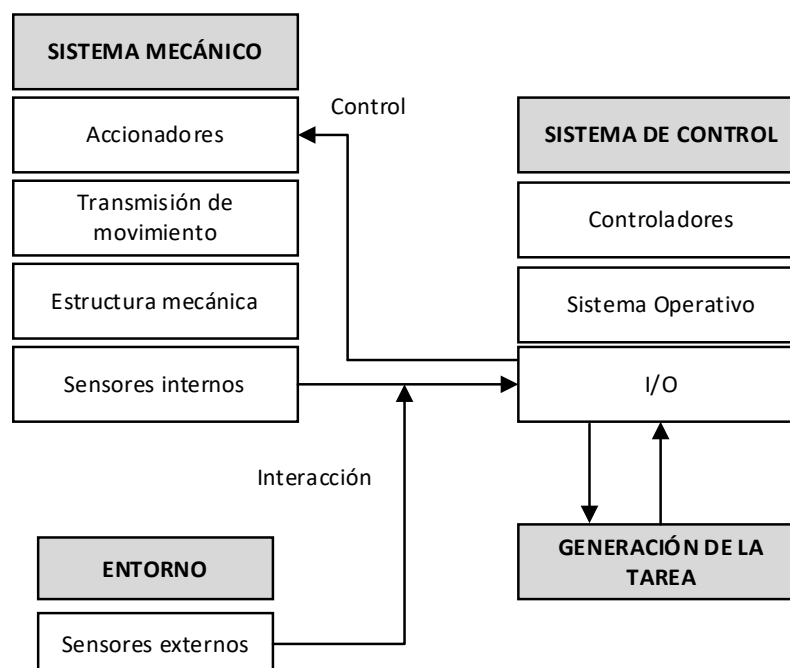 SISTEMA MECÁNICO
Accionadores
Transmisión de
movimiento
Estructura mecánica
Sensores internos
Control
SISTEMA DE CONTROL
Controladores
Sistema Operativo
I/O
Interacción
ENTORNO
Sensores externos
GENERACIÓN DE LA
TAREA